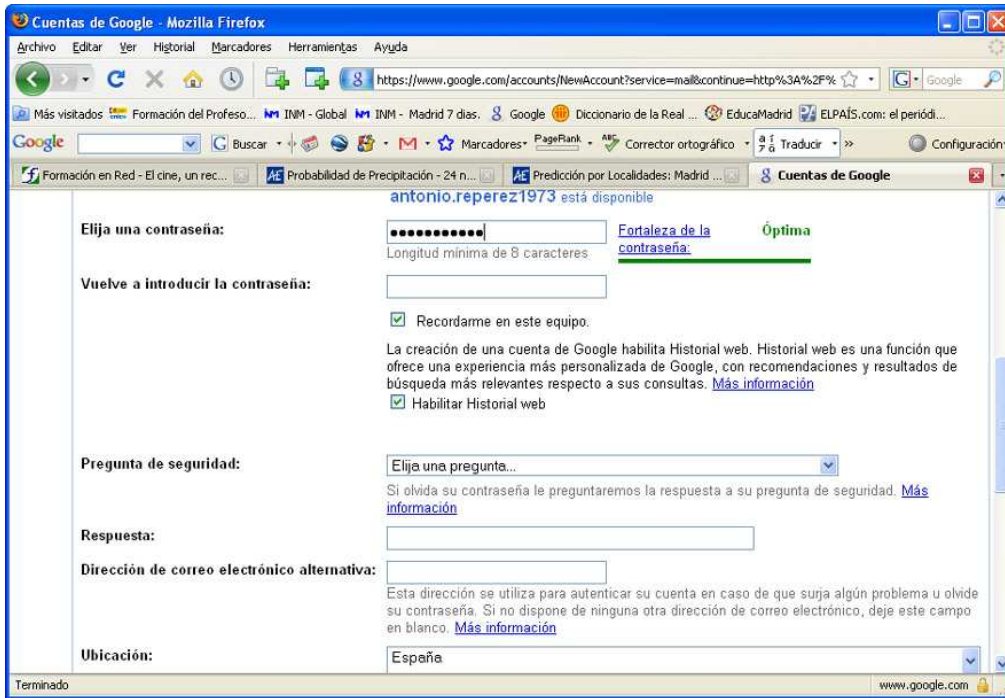 Cuentas de Google - Mozilla Firefox
Archivo Editar Ver Historial Marcadores Herramientas Ayuda
https://www.google.com/accounts/NewAccount?service=mail&continue=http%3A%2F% Google
Más visitados Formación del Profeso... INM - Global INM - Madrid 7 dias. Google Diccionario de la Real ... EducaMadrid ELPAÍS.com: el periódi...
Google Buscar Marcadores PageRank Corrector ortográfico Traducir » Configuración
Formación en Red - El cine, un rec... Probabilidad de Precipitación - 24 n... Predicción por Localidades: Madrid ... Cuentas de Google
antonio.reperez1973 está disponible
Elija una contraseña: Fortaleza de la contraseña: Óptima
Longitud mínima de 8 caracteres
Vuelve a introducir la contraseña:
Recordarme en este equipo.
La creación de una cuenta de Google habilita Historial web. Historial web es una función que
ofrece una experiencia más personalizada de Google, con recomendaciones y resultados de
búsqueda más relevantes respecto a sus consultas. Más información
Habilitar Historial web
Pregunta de seguridad: Elija una pregunta...
Si olvida su contraseña le preguntaremos la respuesta a su pregunta de seguridad. Más
información
Respuesta:
Dirección de correo electrónico alternativa:
Esta dirección se utiliza para autenticar su cuenta en caso de que surja algún problema u olvide
su contraseña. Si no dispone de ninguna otra dirección de correo electrónico, deje este campo
en blanco. Más información
Ubicación: España
Terminado www.google.com